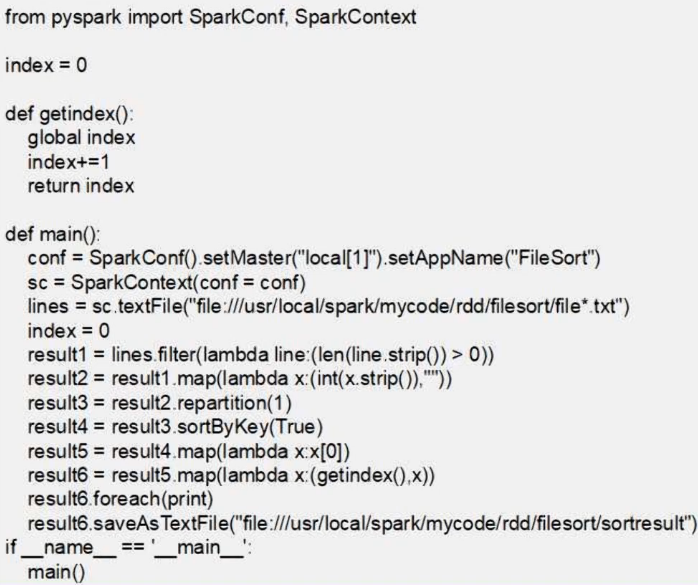 from pyspark import SparkConf, SparkContext
index = 0
def getindex():
global index
index+=1
return index
def main():
conf = SparkConf().setMaster("local[1]").setAppName("FileSort")
sc = SparkContext(conf = conf)
lines = sc.textFile("file:///usr/local/spark/mycode/rdd/filesort/file*.txt")
index = 0
result1 = lines.filter(lambda line:(len(line.strip()) > 0))
result2 = result1.map(lambda x:(int(x.strip()),""))
result3 = result2.repartition(1)
result4 = result3.sortByKey(True)
result5 = result4.map(lambda x:x[0])
result6 = result5.map(lambda x:(getindex(),x))
result6.foreach(print)
result6.saveAsTextFile("file:///usr/local/spark/mycode/rdd/filesort/sortresult")
if __name__ == '__main__':
main()